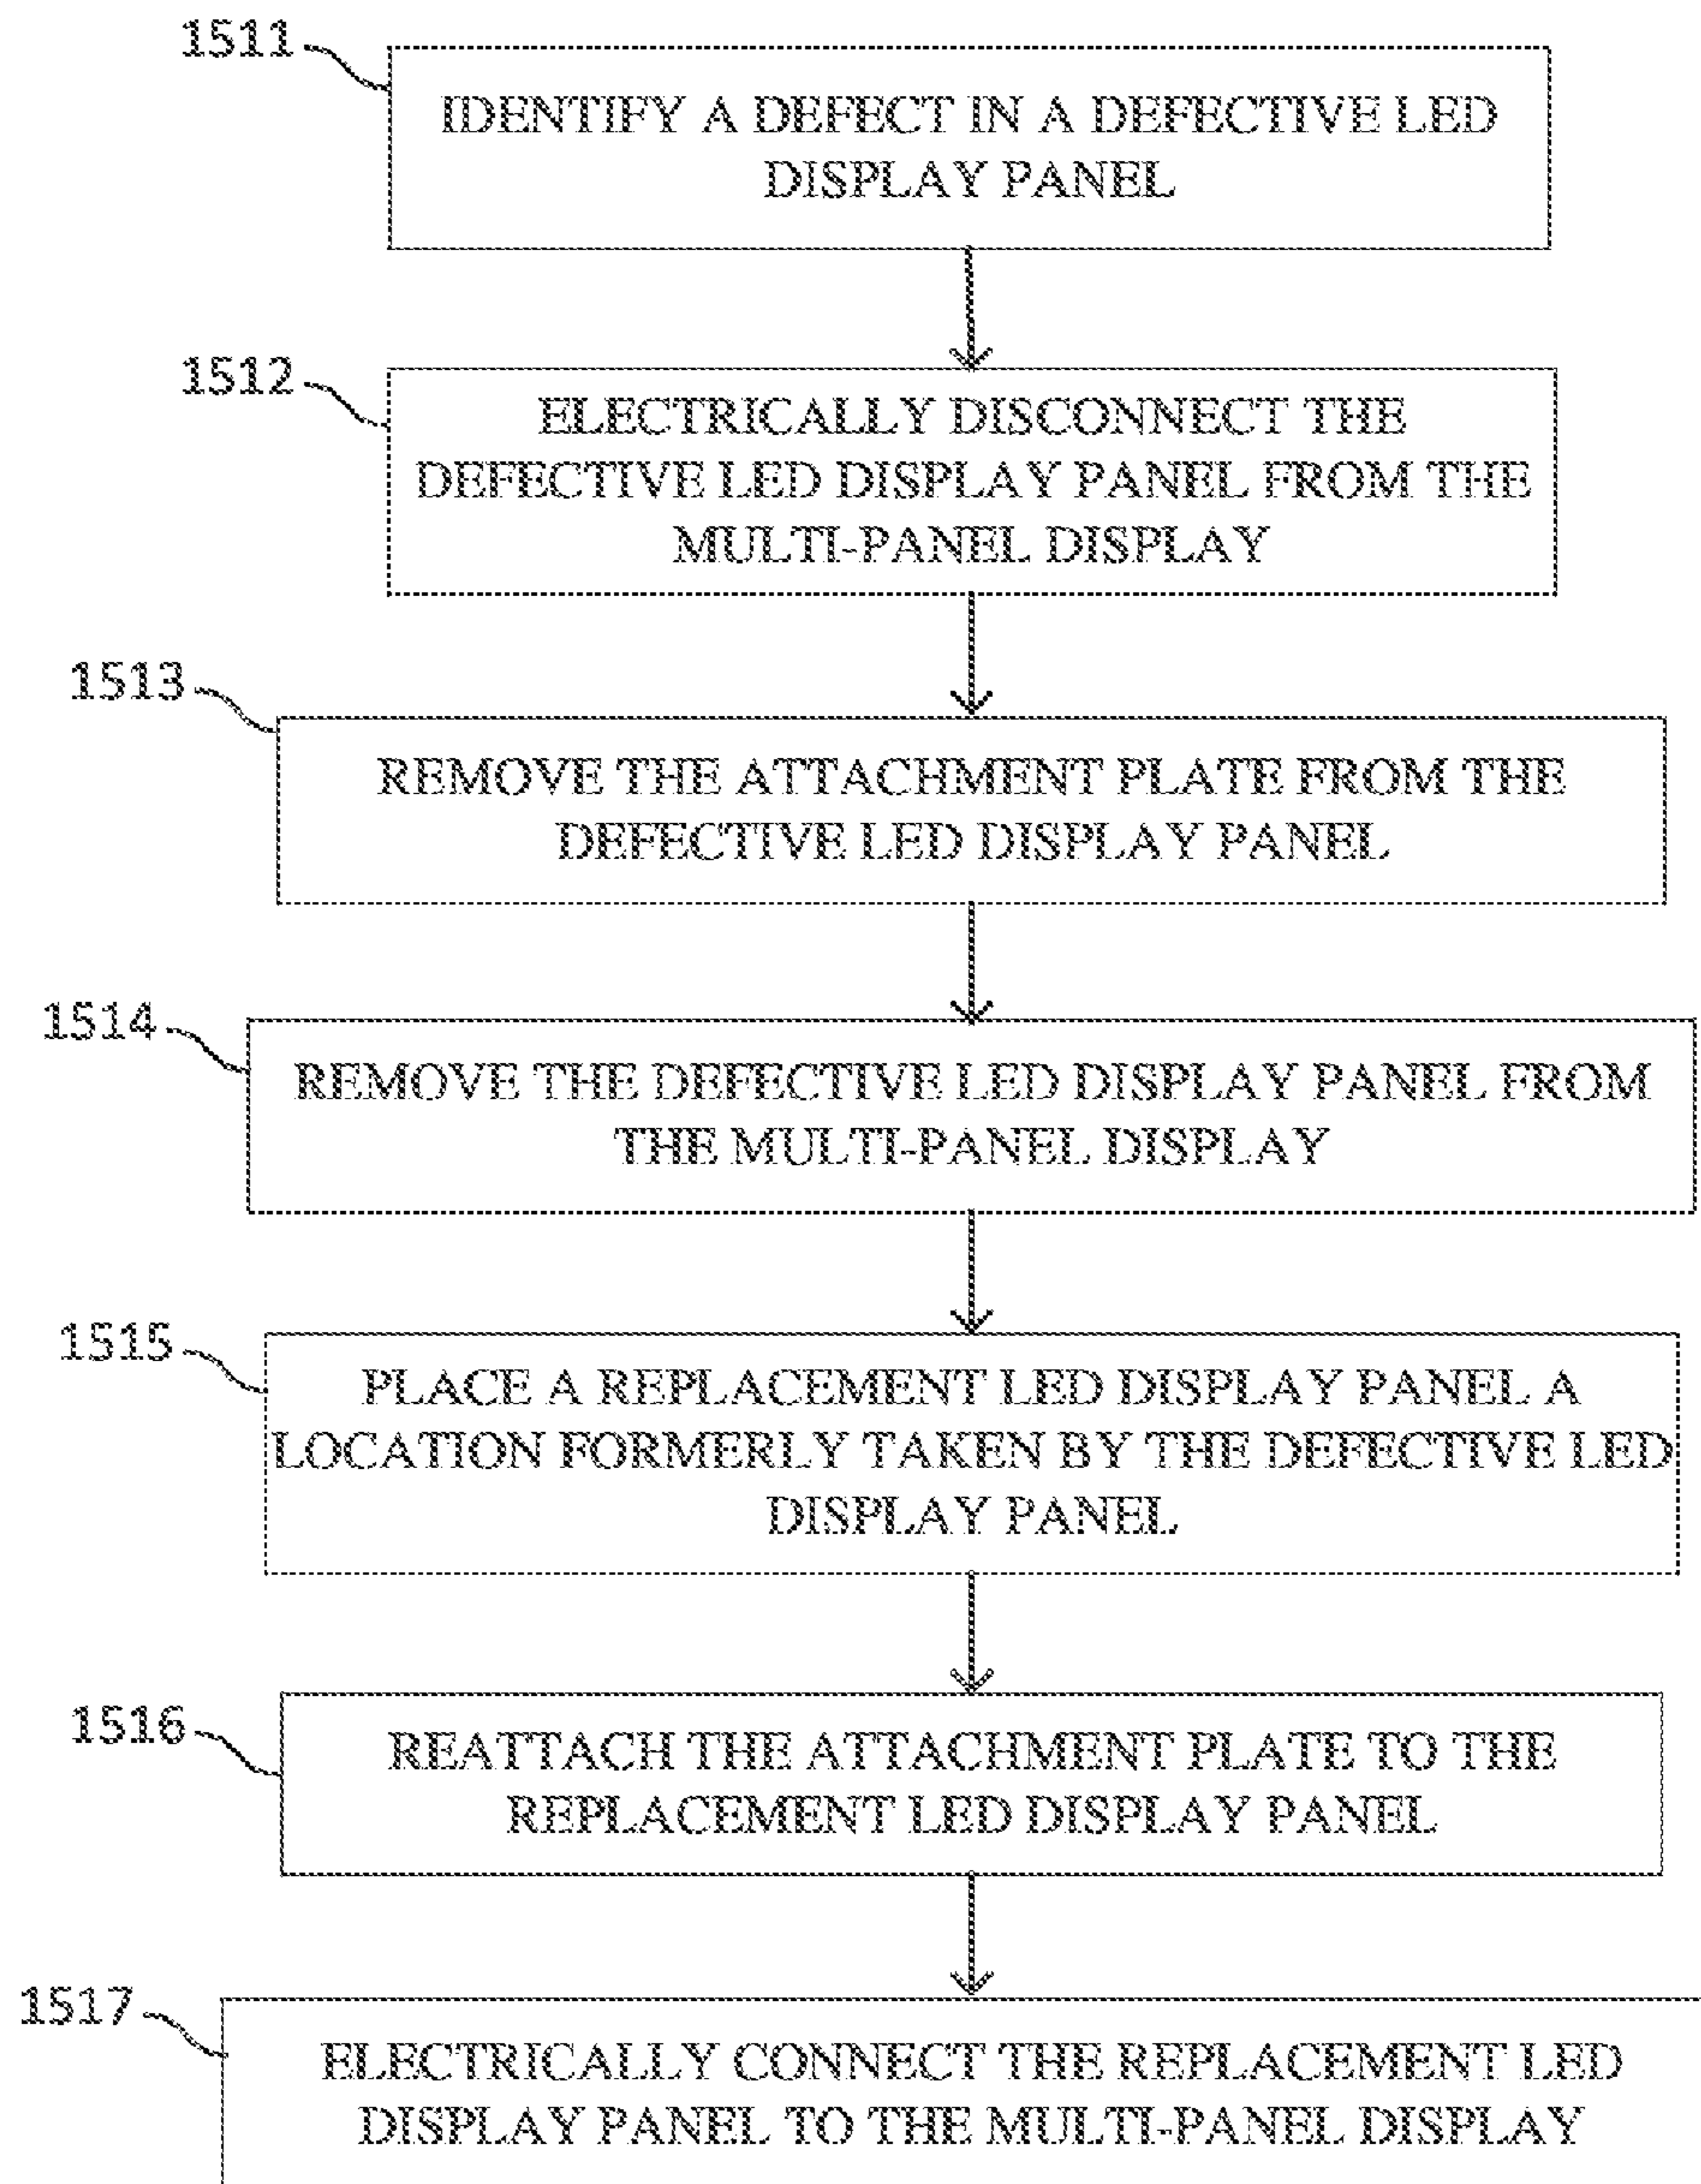 1511
IDENTIFY A DEFECT IN A DEFECTIVE LED
DISPLAY PANEL
1512
ELECTRICALLY DISCONNECT THE
DEFECTIVE LED DISPLAY PANEL FROM THE
MULTI-PANEL DISPLAY
1513
REMOVE THE ATTACHMENT PLATE FROM THE
DEFECTIVE LED DISPLAY PANEL
1514
REMOVE THE DEFECTIVE LED DISPLAY PANEL FROM
THE MULTI-PANEL DISPLAY
1515
PLACE A REPLACEMENT LED DISPLAY PANEL A
LOCATION FORMERLY TAKEN BY THE DEFECTIVE LED
DISPLAY PANEL
1516
REATTACH THE ATTACHMENT PLATE TO THE
REPLACEMENT LED DISPLAY PANEL
1517
ELECTRICALLY CONNECT THE REPLACEMENT LED
DISPLAY PANEL TO THE MULTI-PANEL DISPLAY